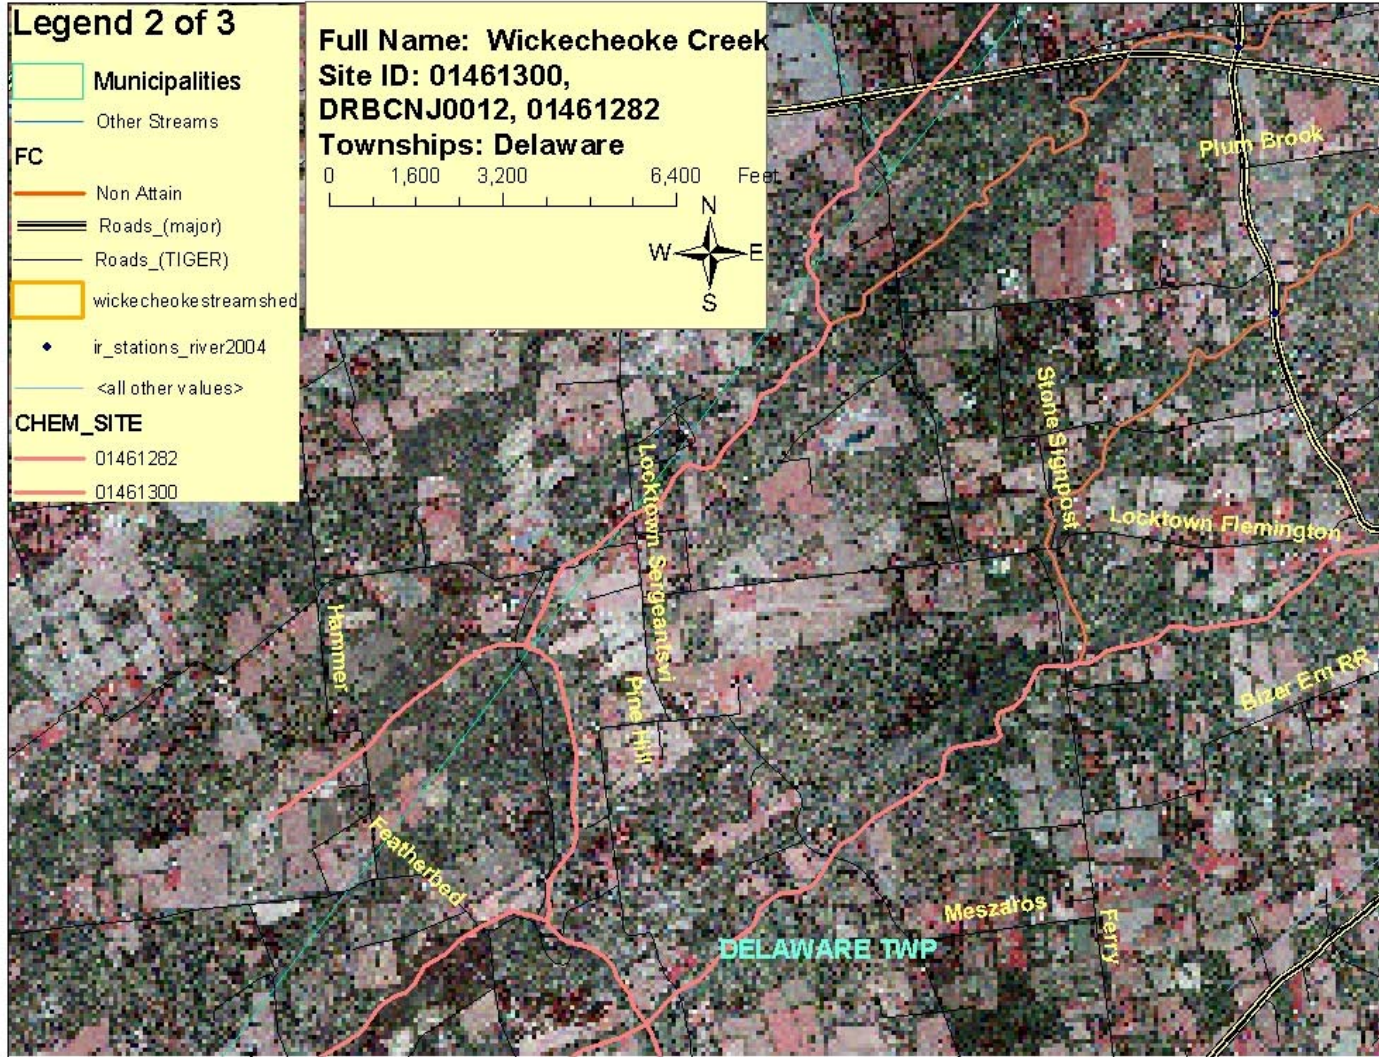 Legend 2 of 3
Municipalities
Other Streams
FC
Non Attain
Roads_(major)
Roads_(TIGER)
wickecheokestreamshed
ir_stations_river2004
<all other values>
CHEM_SITE
01461282
01461300
Full Name: Wickecheoke Creek
Site ID: 01461300,
DRBCNJ0012, 01461282
Townships: Delaware
0 1,600 3,200 6,400 Feet
N
W E
S
Plum Brook
Stone Signpost
Locktown Flemington
Locktown Sergeantsvi
Hammer
Pine Hill
Bizer Ern RR
Featherbed
Meszaros
Ferry
DELAWARE TWP